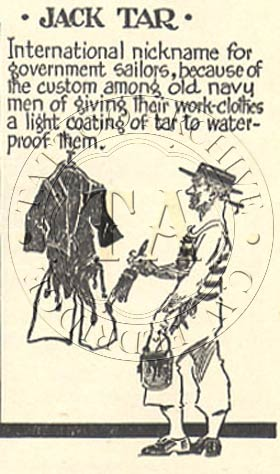 • JACK TAR •
International nickname for
government sailors, because of
the custom among old navy
men of giving their work-clothes
a light coating of tar to water-
proof them.
TA